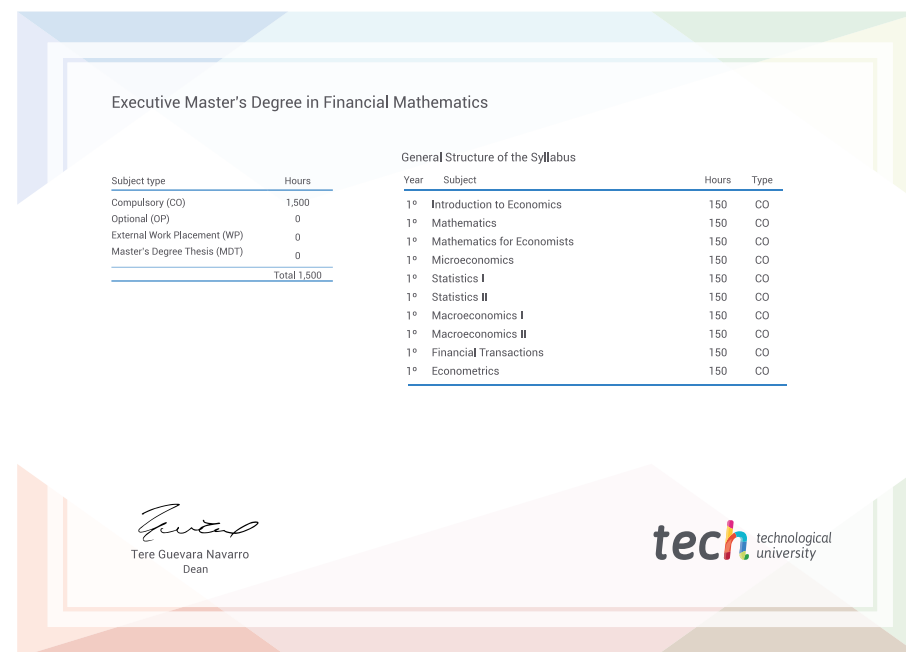 Executive Master's Degree in Financial Mathematics
Subject type Hours
Compulsory (CO) 1,500
Optional (OP) 0
External Work Placement (WP) 0
Master's Degree Thesis (MDT) 0
Total 1,500
General Structure of the Syllabus
Year Subject Hours Type
1º Introduction to Economics 150 CO
1º Mathematics 150 CO
1º Mathematics for Economists 150 CO
1º Microeconomics 150 CO
1º Statistics I 150 CO
1º Statistics II 150 CO
1º Macroeconomics I 150 CO
1º Macroeconomics II 150 CO
1º Financial Transactions 150 CO
1º Econometrics 150 CO
Tere Guevara Navarro
Dean
tech technological
university